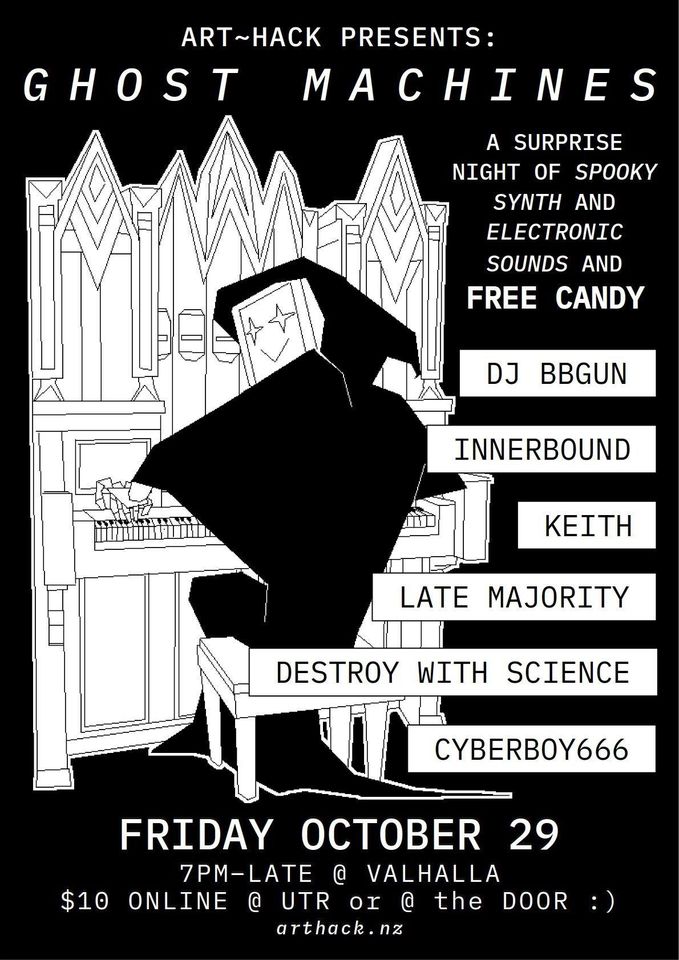 ART~HACK PRESENTS:
GHOST MACHINES
A SURPRISE
NIGHT OF SPOOKY
SYNTH AND
ELECTRONIC
SOUNDS AND
FREE CANDY
DJ BBGUN
INNERBOUND
KEITH
LATE MAJORITY
DESTROY WITH SCIENCE
CYBERBOY666
FRIDAY OCTOBER 29
7PM-LATE @ VALHALLA
$10 ONLINE @ UTR or @ the DOOR :)
arthack.nz